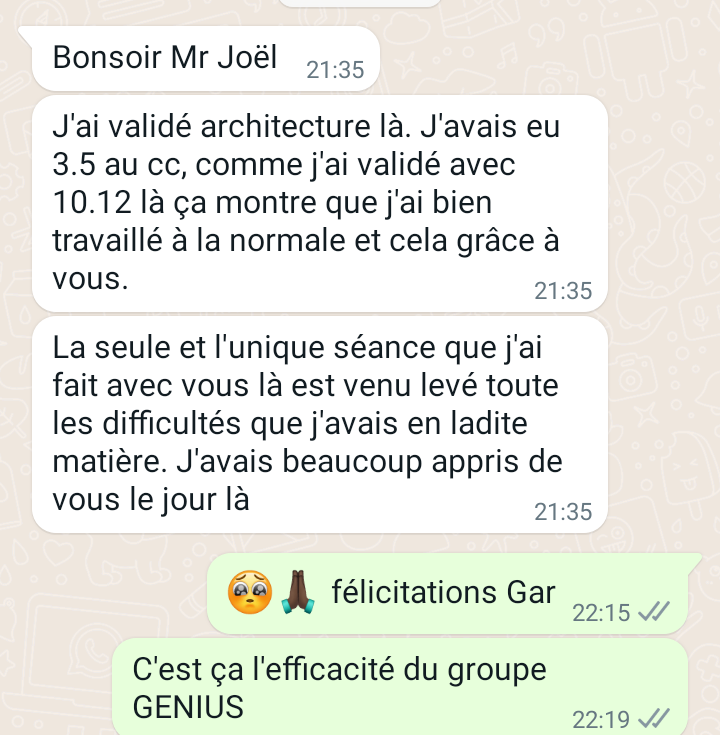 Bonsoir Mr Joël 21:35
J'ai validé architecture là. J'avais eu
3.5 au cc, comme j'ai validé avec
10.12 là ça montre que j'ai bien
travaillé à la normale et cela grâce à
vous. 21:35
La seule et l'unique séance que j'ai
fait avec vous là est venu levé toute
les difficultés que j'avais en ladite
matière. J'avais beaucoup appris de
vous le jour là 21:35
🥺🙏🏿 félicitations Gar 22:15
C'est ça l'efficacité du groupe
GENIUS 22:19